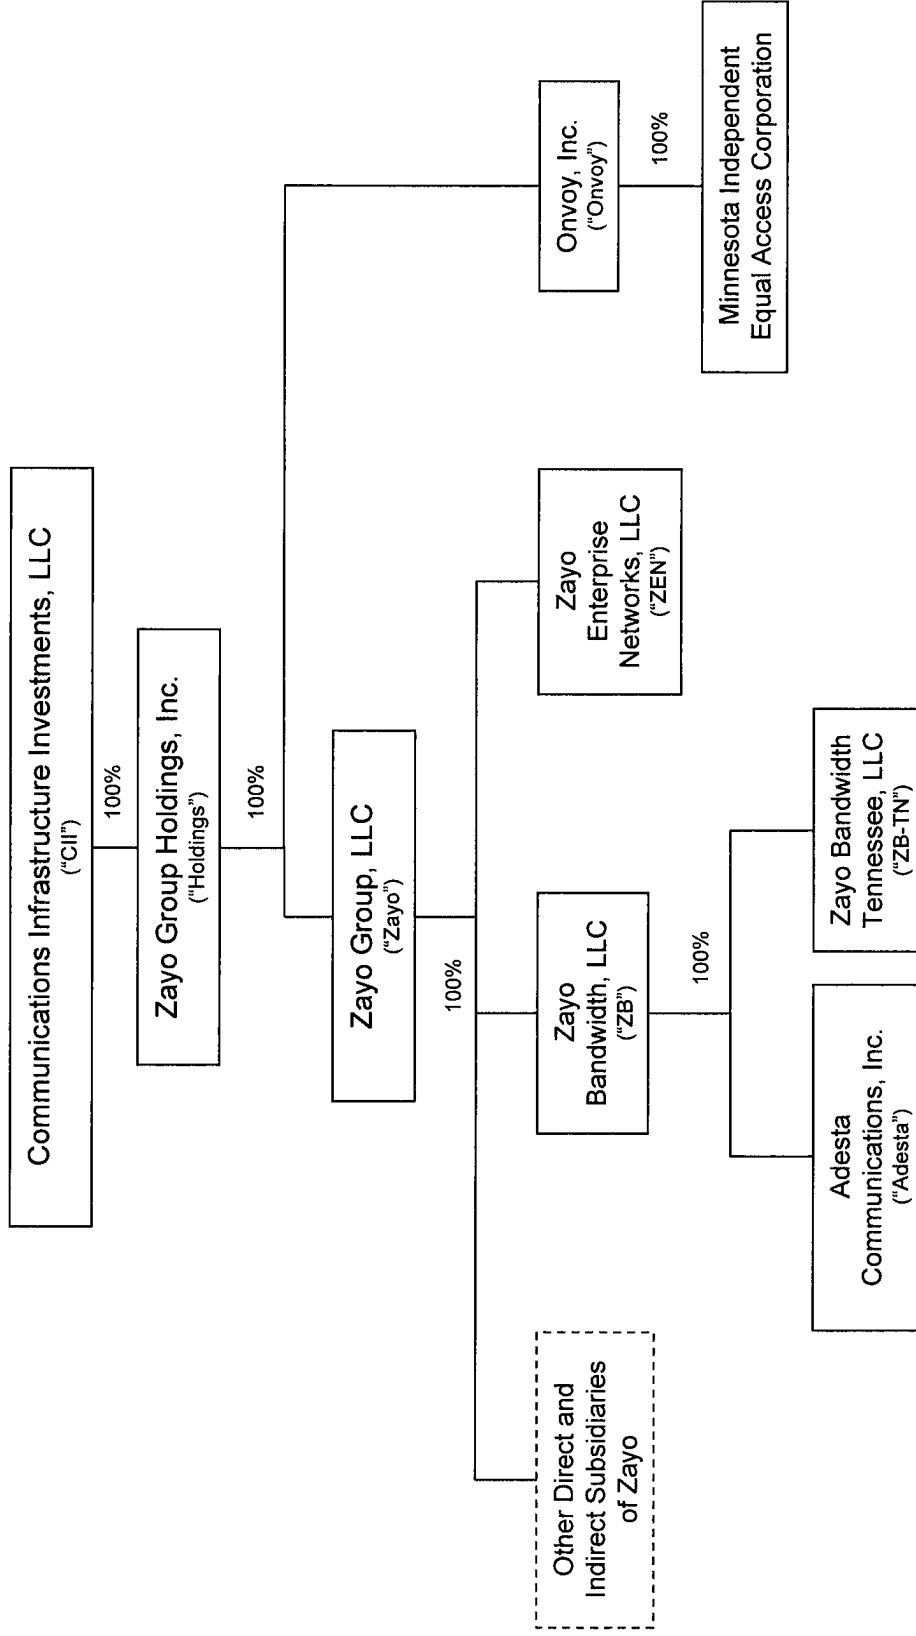 Communications Infrastructure Investments, LLC
("CII")
100%
Zayo Group Holdings, Inc.
("Holdings")
100%
Zayo Group, LLC
("Zayo")
100%
Other Direct and
Indirect Subsidiaries
of Zayo
Zayo
Bandwidth, LLC
("ZB")
Zayo
Enterprise
Networks, LLC
("ZEN")
Onvoy, Inc.
("Onvoy")
100%
100%
Minnesota Independent
Equal Access Corporation
Adesta
Communications, Inc.
("Adesta")
Zayo Bandwidth
Tennessee, LLC
("ZB-TN")